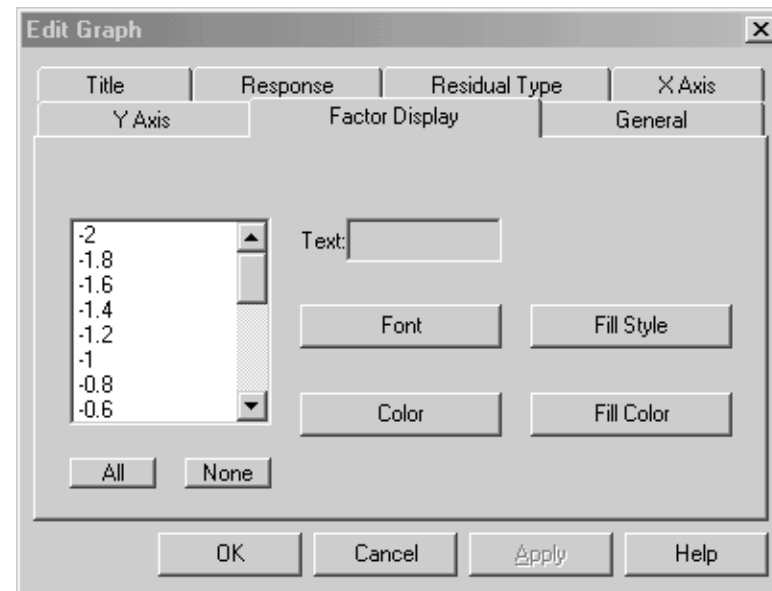 Edit Graph
Title Response Residual Type X Axis
Y Axis Factor Display General
-2
-1.8
-1.6
-1.4
-1.2
-1
-0.8
-0.6
Text:
Font Fill Style
Color Fill Color
All None
OK Cancel Apply Help